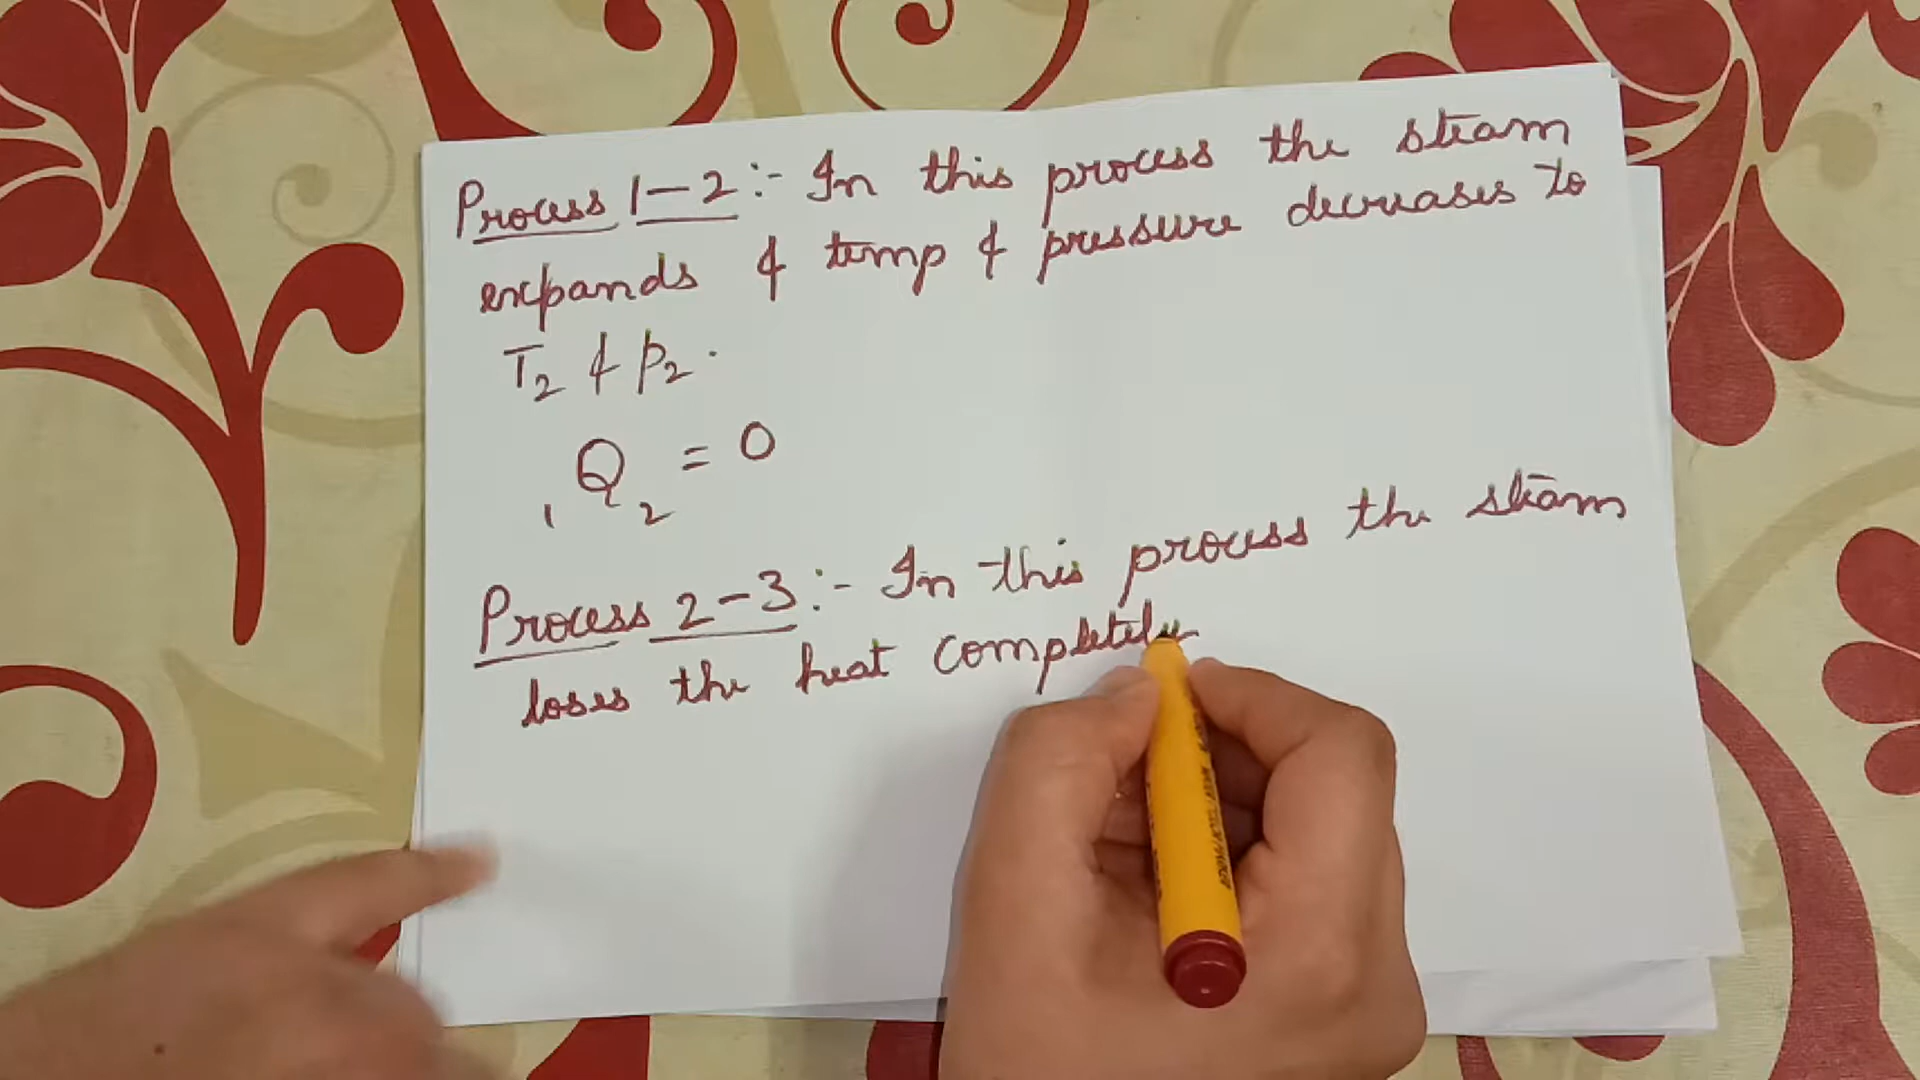 Process 1-2 :- In this process the steam
expands & temp & pressure decreases to
T₂ & p₂.
₁Q₂ = 0
Process 2-3 :- In this process the steam
loses the heat completely